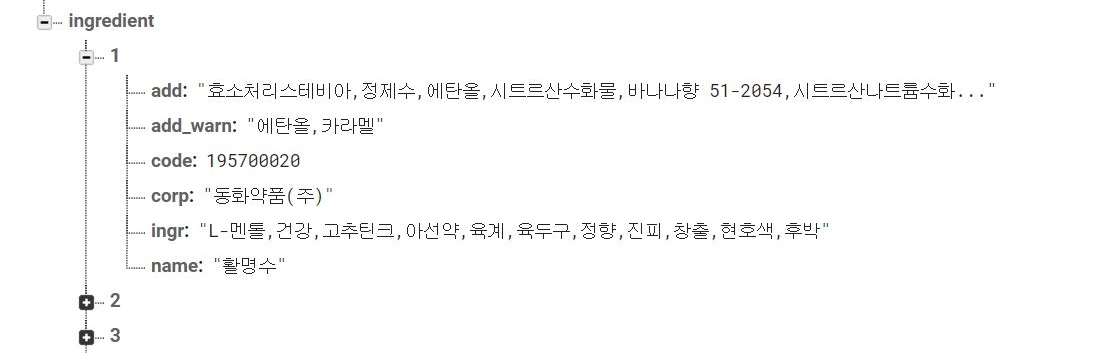 ingredient
1
add: "효소처리스테비아,정제수,에탄올,시트르산수화물,바나나향 51-2054,시트르산나트륨수화..."
add_warn: "에탄올,카라멜"
code: 195700020
corp: "동화약품(주)"
ingr: "L-멘톨,건강,고추틴크,아선약,육계,육두구,정향,진피,창출,현호색,후박"
name: "활명수"
2
3